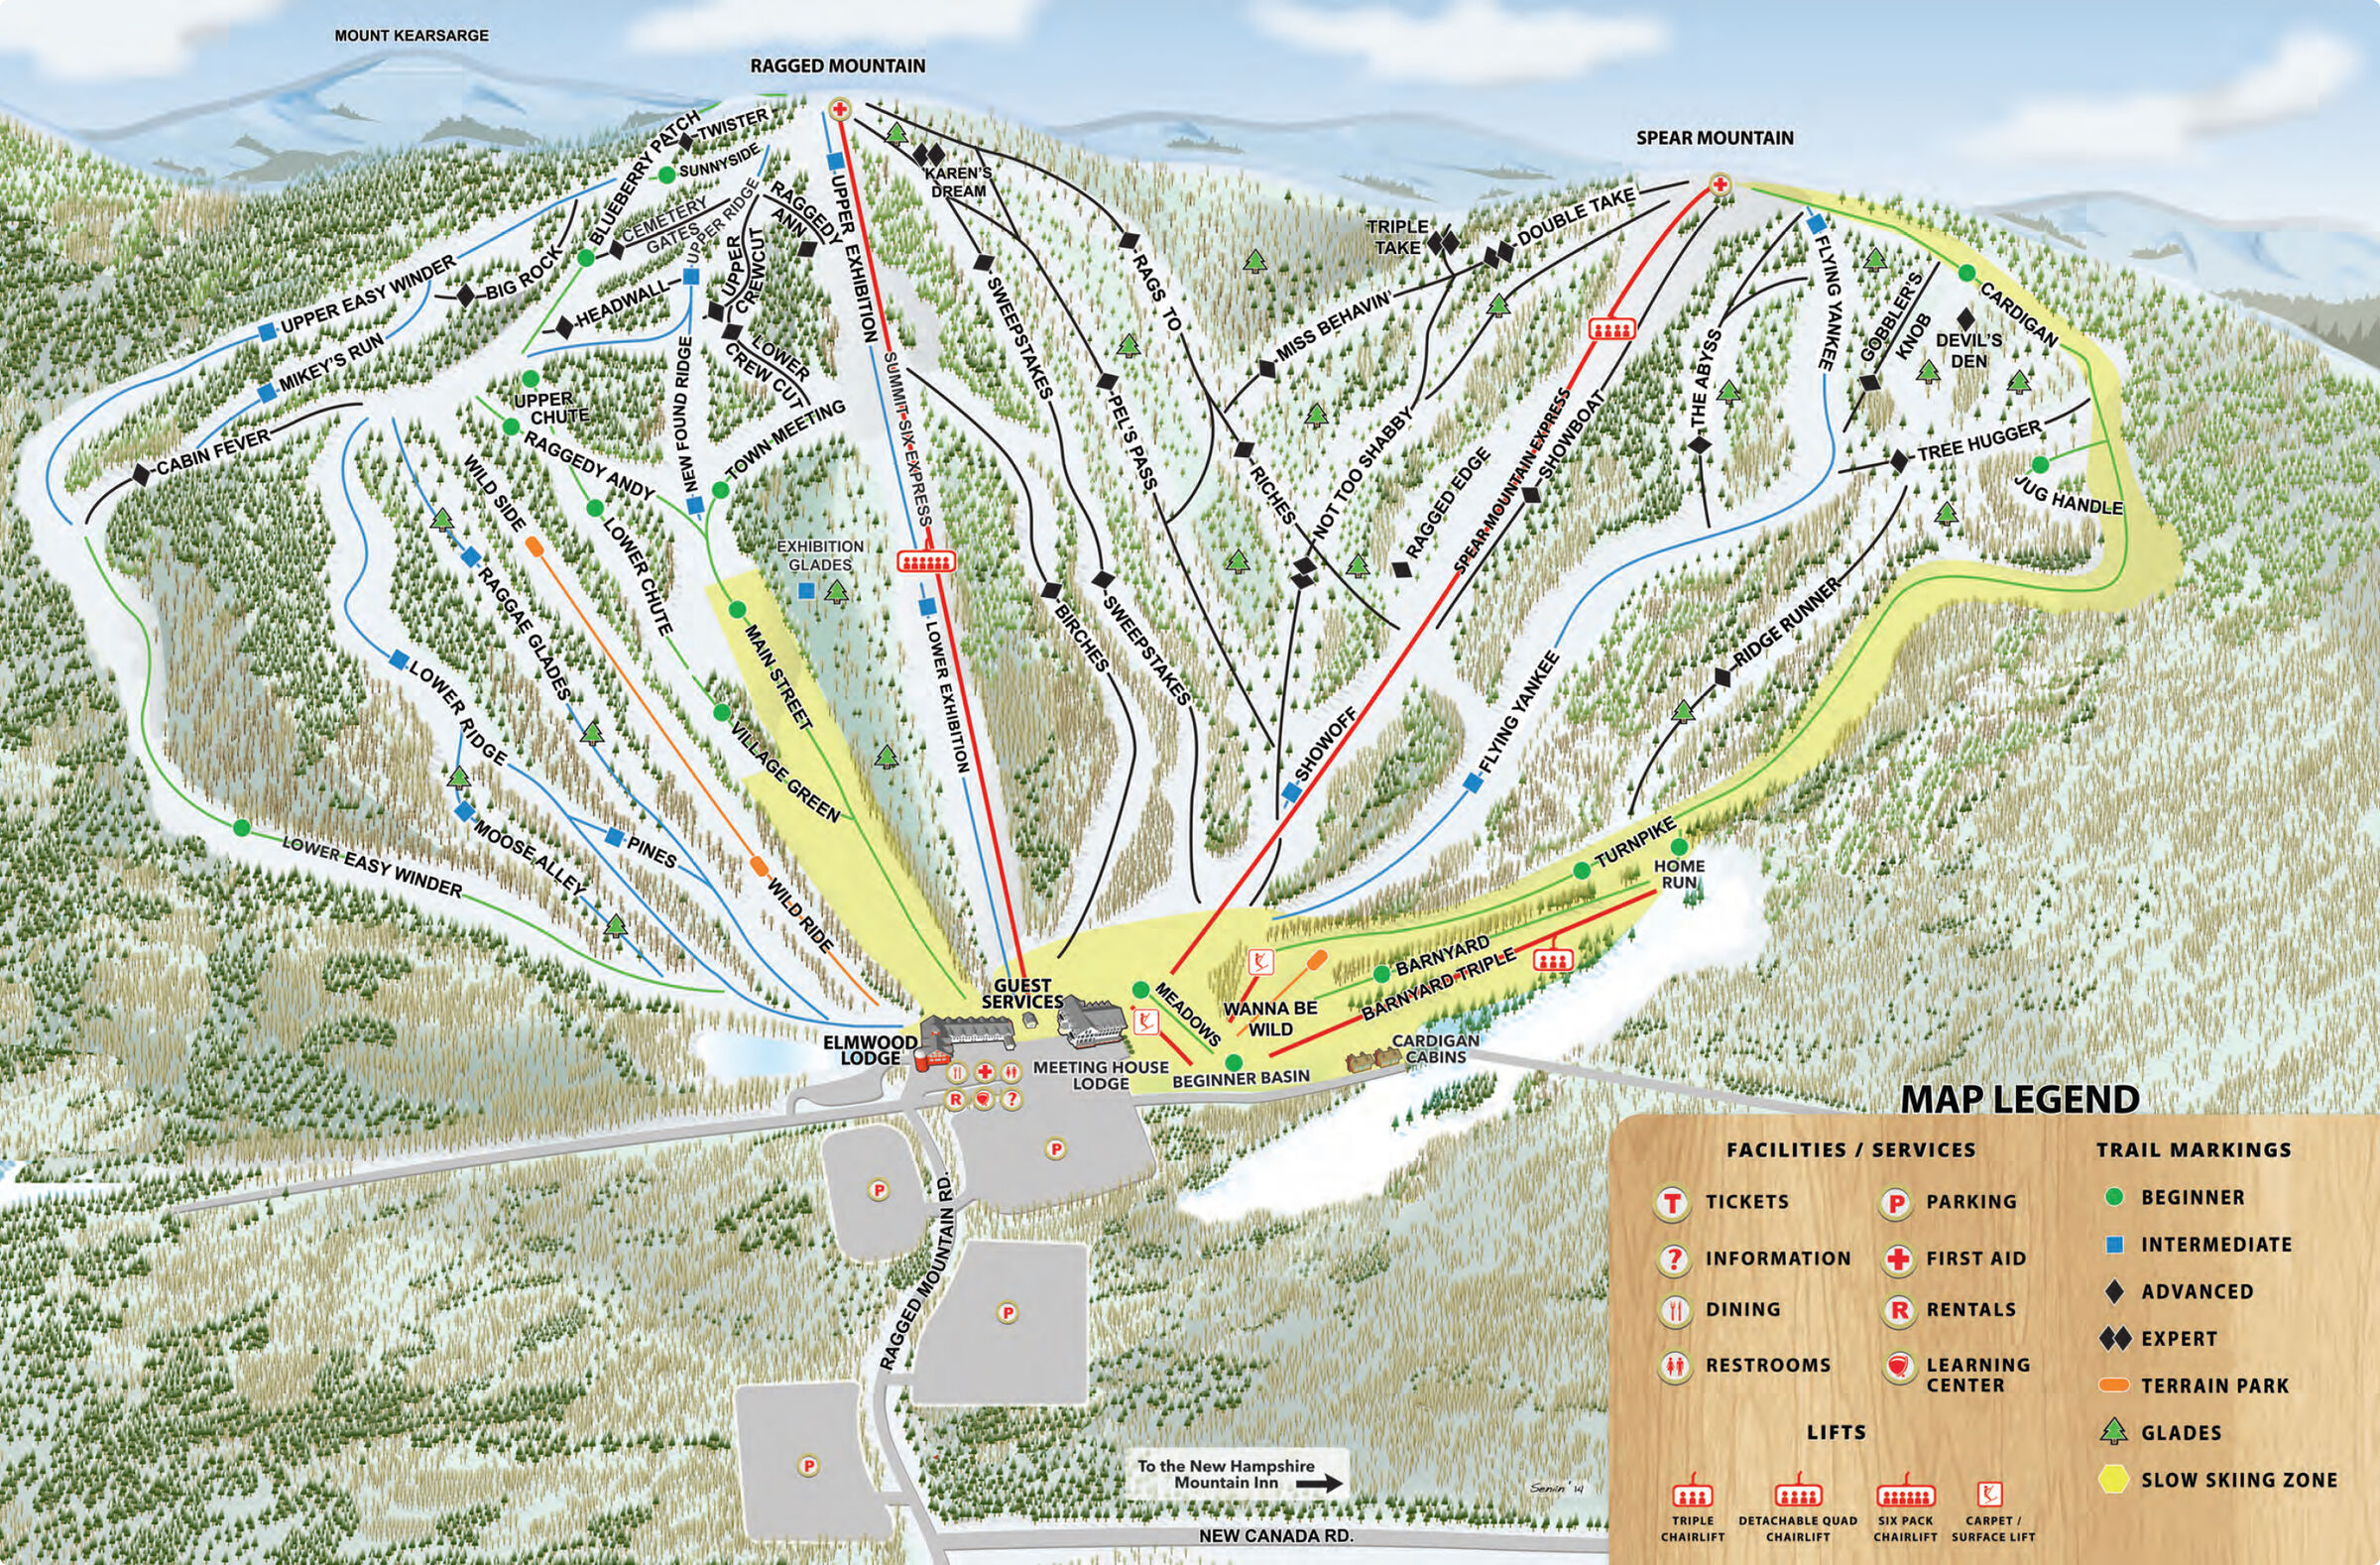 MOUNT KEARSARGE
RAGGED MOUNTAIN
SPEAR MOUNTAIN
BLUEBERRY PATCH
TWISTER
SUNNYSIDE
CEMETERY
GATES
UPPER RIDGE
RAGGEDY
ANN
UPPER
CREWCUT
UPPER EXHIBITION
KAREN'S
DREAM
BIG ROCK
HEADWALL
UPPER EASY WINDER
MIKEY'S RUN
CABIN FEVER
LOWER
CREW CUT
NEW FOUND RIDGE
UPPER
CHUTE
RAGGEDY ANDY
TOWN MEETING
WILD SIDE
LOWER CHUTE
RAGGAE GLADES
EXHIBITION
GLADES
SUMMIT SIX EXPRESS
SWEEPSTAKES
PEL'S PASS
RAGS TO
RICHES
MISS BEHAVIN'
TRIPLE
TAKE
DOUBLE TAKE
NOT TOO SHABBY
RAGGED EDGE
SPEAR MOUNTAIN EXPRESS
SHOWBOAT
THE ABYSS
FLYING YANKEE
GOBBLER'S
KNOB
DEVIL'S
DEN
CARDIGAN
TREE HUGGER
JUG HANDLE
RIDGE RUNNER
LOWER RIDGE
MAIN STREET
VILLAGE GREEN
LOWER EXHIBITION
BIRCHES
SWEEPSTAKES
SHOWOFF
FLYING YANKEE
LOWER EASY WINDER
MOOSE ALLEY
PINES
WILD RIDE
TURNPIKE
HOME
RUN
BARNYARD
BARNYARD TRIPLE
WANNA BE
WILD
MEADOWS
BEGINNER BASIN
CARDIGAN
CABINS
GUEST
SERVICES
ELMWOOD
LODGE
MEETING HOUSE
LODGE
R
?
P
P
P
P
RAGGED MOUNTAIN RD.
To the New Hampshire
Mountain Inn
Senin '14
NEW CANADA RD.
MAP LEGEND
FACILITIES / SERVICES
T TICKETS
? INFORMATION
DINING
RESTROOMS
P PARKING
FIRST AID
R RENTALS
LEARNING
CENTER
LIFTS
TRIPLE
CHAIRLIFT
DETACHABLE QUAD
CHAIRLIFT
SIX PACK
CHAIRLIFT
CARPET /
SURFACE LIFT
TRAIL MARKINGS
BEGINNER
INTERMEDIATE
ADVANCED
EXPERT
TERRAIN PARK
GLADES
SLOW SKIING ZONE